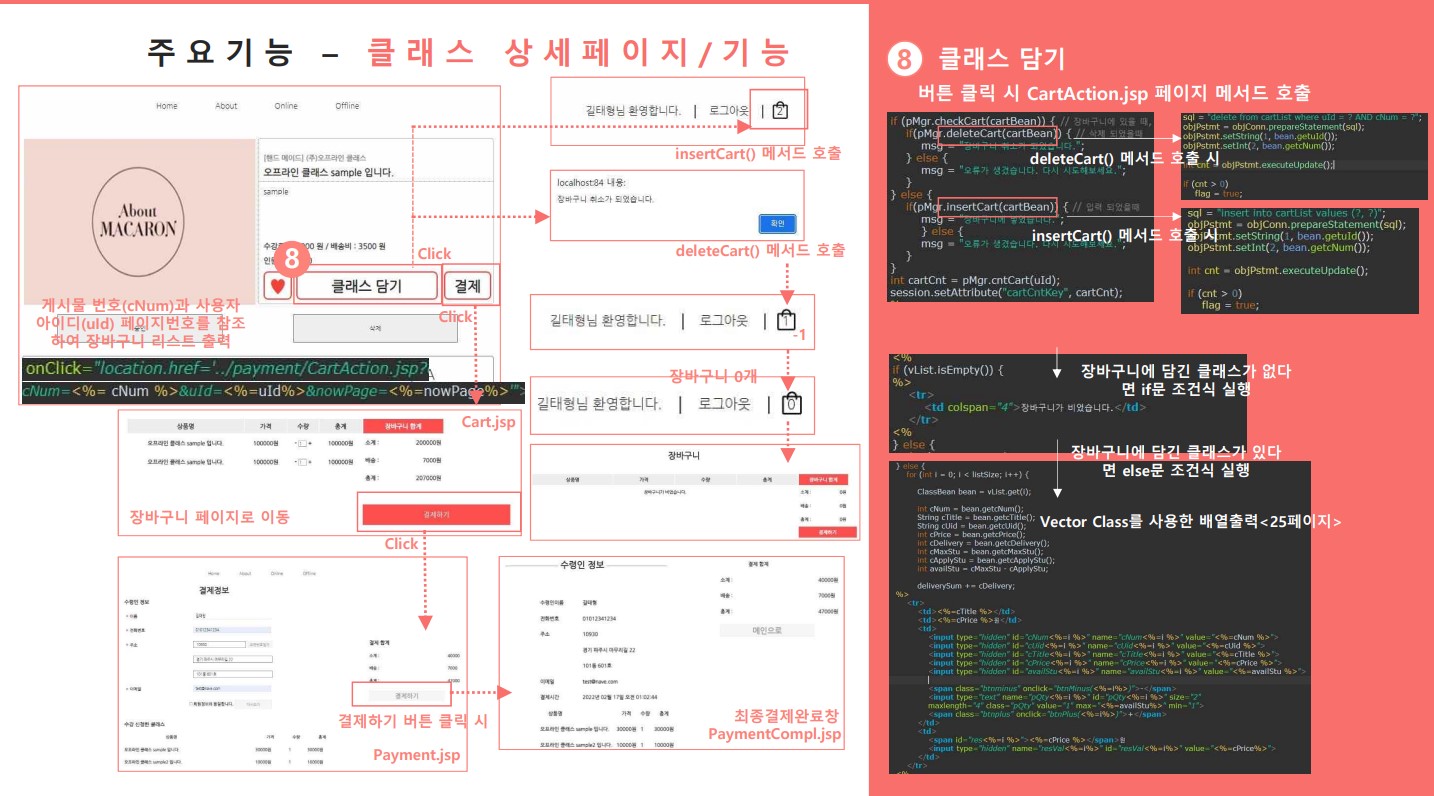 주요기능 – 클래스 상세페이지/기능
Home About Online Offline
[핸드 메이드] (주)오프라인 클래스
오프라인 클래스 sample 입니다.
sample
About
MACARON
원 / 배송비 : 3500 원
8
클래스 담기
결제
Click
Click
게시물 번호(cNum)과 사용자
아이디(uId) 페이지번호를 참조
하여 장바구니 리스트 출력
삭제
onClick="location.href='../payment/CartAction.jsp?
cNum=<%= cNum %>&uId=<%=uId%>&nowPage=<%=nowPage%>'">
길태형님 환영합니다. | 로그아웃 | 2
insertCart() 메서드 호출
localhost:84 내용:
장바구니 취소가 되었습니다.
확인
deleteCart() 메서드 호출
길태형님 환영합니다. | 로그아웃 | 1
-1
장바구니 0개
길태형님 환영합니다. | 로그아웃 | 0
Cart.jsp
상품명 가격 수량 총계 장바구니 합계
오프라인 클래스 sample 입니다. 100000원 - 1 + 100000원 소계 : 200000원
오프라인 클래스 sample 입니다. 100000원 - 1 + 100000원 배송 : 7000원
총계 : 207000원
결제하기
장바구니 페이지로 이동
Click
장바구니
상품명 가격 수량 총계 장바구니 합계
장바구니가 비었습니다.
소계 : 0원
배송 : 0원
총계 : 0원
결제하기
Home About Online Offline
결제정보
수령인 정보
이름 길태형
전화번호 01012341234
주소 10930
경기 파주시 마무리길 22
101동 601호
이메일 test@nave.com
수강 신청한 클래스
상품명 가격 수량 총계
오프라인 클래스 sample 입니다. 30000원 1 30000원
오프라인 클래스 sample2 입니다. 10000원 1 10000원
결제 합계
소계 : 40000
배송 : 7000
총계 : 47000
결제하기
결제하기 버튼 클릭 시
Payment.jsp
수령인 정보
수령인이름 길태형
전화번호 01012341234
주소 10930
경기 파주시 마무리길 22
101동 601호
이메일 test@nave.com
결제시간 2022년 02월 17일 오전 01:02:44
상품명 가격 수량 총계
오프라인 클래스 sample 입니다. 30000원 1 30000원
오프라인 클래스 sample2 입니다. 10000원 1 10000원
결제 합계
소계 : 40000원
배송 : 7000원
총계 : 47000원
메인으로
최종결제완료창
PaymentCompl.jsp
8 클래스 담기
버튼 클릭 시 CartAction.jsp 페이지 메서드 호출
if (pMgr.checkCart(cartBean)) { // 장바구니에 있을 때,
if(pMgr.deleteCart(cartBean)) { // 삭제 되었을때
msg = "장바구니 취소가 되었습니다.";
} else {
msg = "오류가 생겼습니다. 다시 시도해보세요.";
}
} else {
if(pMgr.insertCart(cartBean)) { // 입력 되었을때
msg = "장바구니에 넣었습니다.";
} else {
msg = "오류가 생겼습니다. 다시 시도해보세요.";
}
}
int cartCnt = pMgr.cntCart(uId);
session.setAttribute("cartCntKey", cartCnt);
deleteCart() 메서드 호출 시
insertCart() 메서드 호출 시
sql = "delete from cartList where uId = ? AND cNum = ?";
objPstmt = objConn.prepareStatement(sql);
objPstmt.setString(1, bean.getuId());
objPstmt.setInt(2, bean.getcNum());
int cnt = objPstmt.executeUpdate();
if (cnt > 0)
flag = true;
sql = "insert into cartList values (?, ?)";
objPstmt = objConn.prepareStatement(sql);
objPstmt.setString(1, bean.getuId());
objPstmt.setInt(2, bean.getcNum());
int cnt = objPstmt.executeUpdate();
if (cnt > 0)
flag = true;
<%
if (vList.isEmpty()) {
%>
<tr>
<td colspan="4">장바구니가 비었습니다.</td>
</tr>
<%
} else {
장바구니에 담긴 클래스가 없다
면 if문 조건식 실행
장바구니에 담긴 클래스가 있다
면 else문 조건식 실행
} else {
for (int i = 0; i < listSize; i++) {
ClassBean bean = vList.get(i);
int cNum = bean.getcNum();
String cTitle = bean.getcTitle();
String cUid = bean.getcUid();
int cPrice = bean.getcPrice();
int cDelivery = bean.getcDelivery();
int cMaxStu = bean.getcMaxStu();
int cApplyStu = bean.getcApplyStu();
int availStu = cMaxStu - cApplyStu;
deliverySum += cDelivery;
%>
Vector Class를 사용한 배열출력<25페이지>
<tr>
<td><%=cTitle %></td>
<td><%=cPrice %>원</td>
<td>
<input type="hidden" id="cNum<%=i %>" name="cNum<%=i %>" value="<%=cNum %>">
<input type="hidden" id="cUid<%=i %>" name="cUid<%=i %>" value="<%=cUid %>">
<input type="hidden" id="cTitle<%=i %>" name="cTitle<%=i %>" value="<%=cTitle %>">
<input type="hidden" id="cPrice<%=i %>" name="cPrice<%=i %>" value="<%=cPrice %>">
<input type="hidden" id="availStu<%=i %>" name="availStu<%=i %>" value="<%=availStu %>">
<span class="btnminus" onclick="btnMinus(<%=i%>)">-</span>
<input type="text" name="pQty<%=i %>" id="pQty<%=i %>" size="2"
maxlength="4" class="pQty" value="1" max="<%=availStu%>" min="1">
<span class="btnplus" onclick="btnPlus(<%=i%>)">+</span>
</td>
<td>
<span id="res<%=i %>"><%=cPrice %></span>원
<input type="hidden" name="resVal<%=i%>" id="resVal<%=i %>" value="<%=cPrice%>">
</td>
</tr>
<%